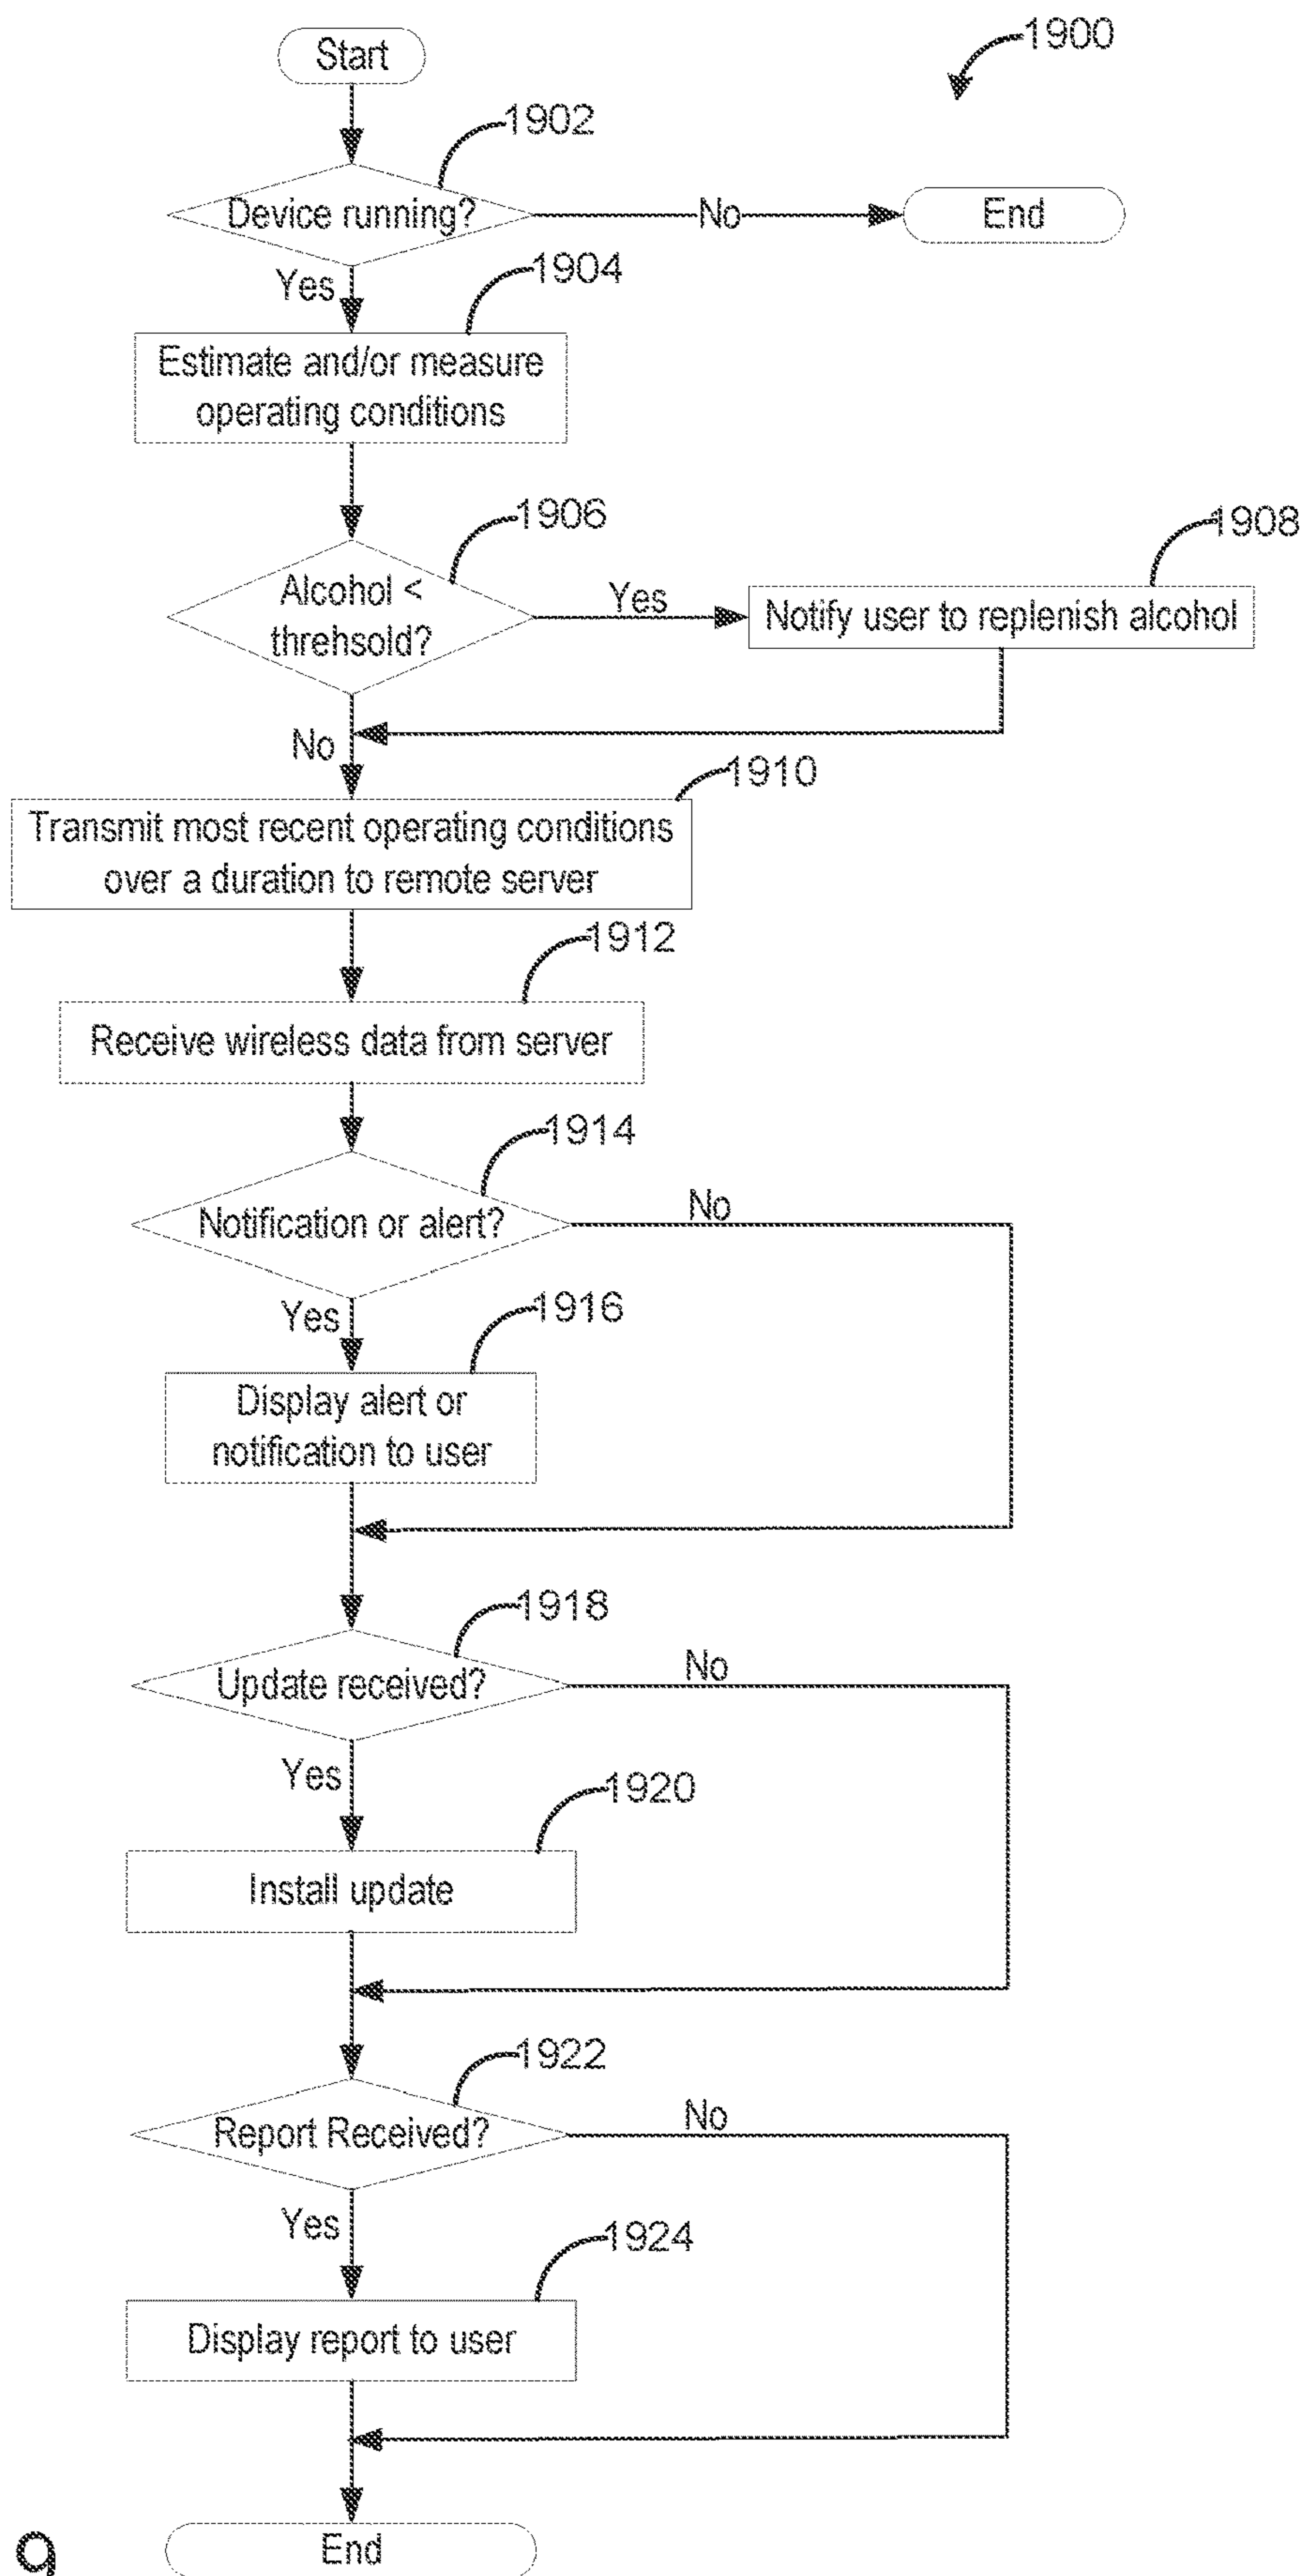 Start
1900
1902
Device running?
No
End
Yes
1904
Estimate and/or measure
operating conditions
1906
1908
Alcohol <
threhsold?
Yes
Notify user to replenish alcohol
No
1910
Transmit most recent operating conditions
over a duration to remote server
1912
Receive wireless data from server
1914
Notification or alert?
No
Yes
1916
Display alert or
notification to user
1918
Update received?
No
Yes
1920
Install update
1922
Report Received?
No
Yes
1924
Display report to user
End
9